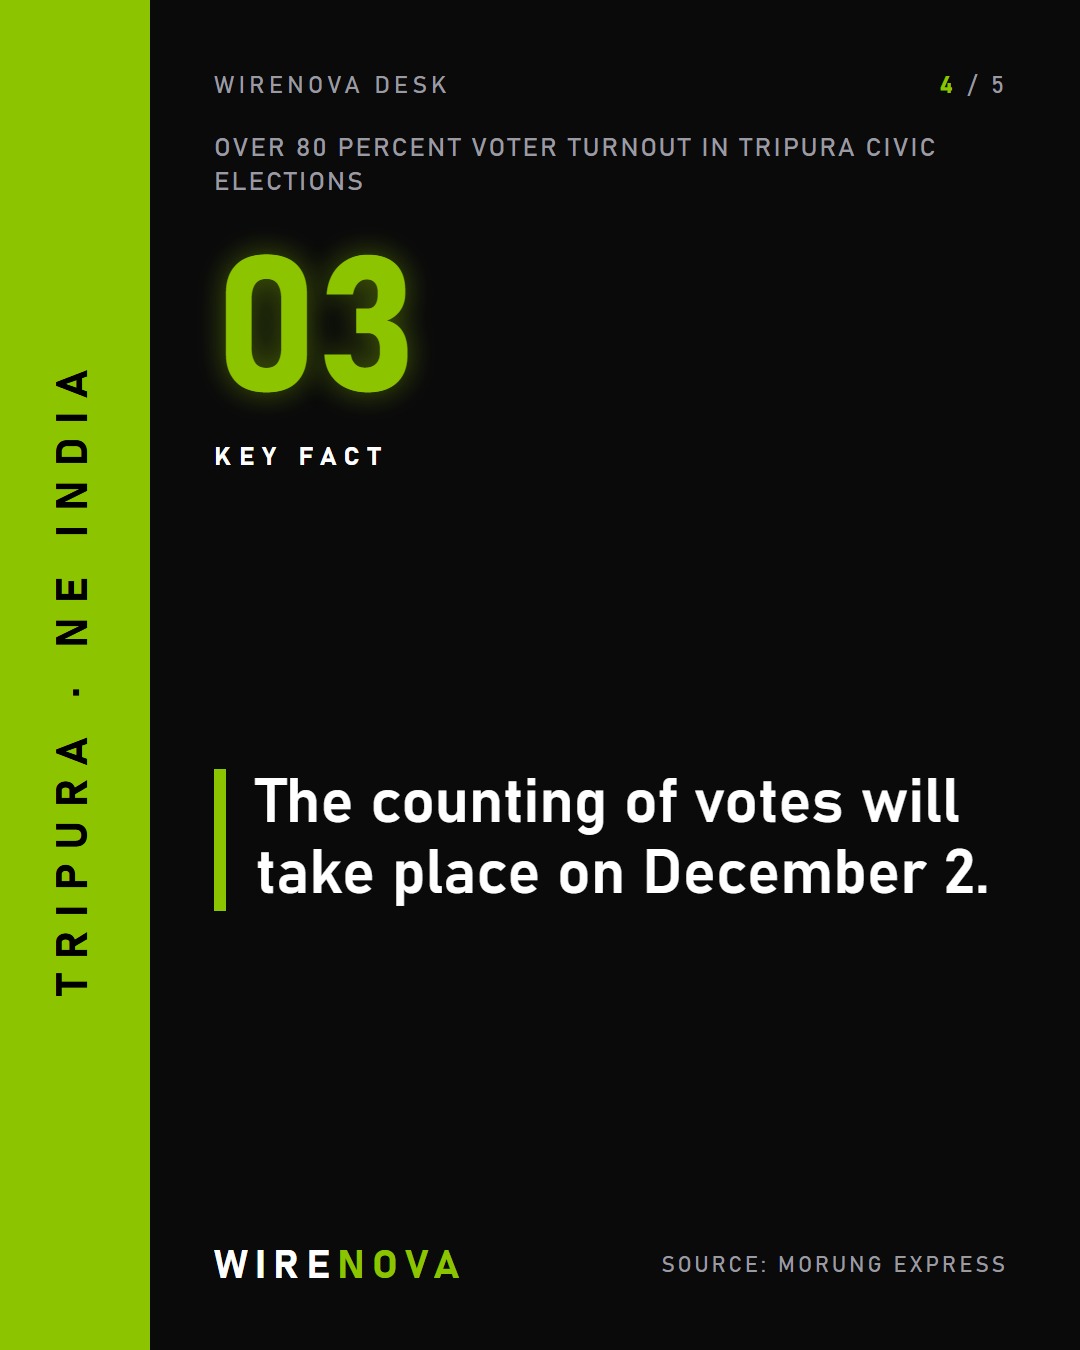 WIRENOVA DESK
4 / 5
OVER 80 PERCENT VOTER TURNOUT IN TRIPURA CIVIC
ELECTIONS
03
KEY FACT
TRIPURA · NE INDIA
The counting of votes will
take place on December 2.
WIRENOVA
SOURCE: MORUNG EXPRESS